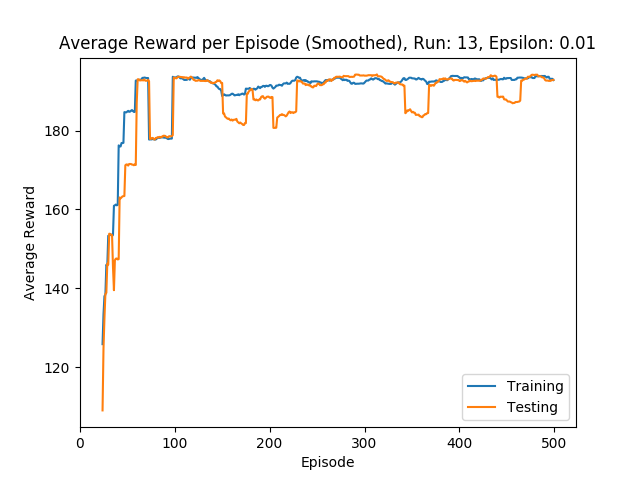 Average Reward per Episode (Smoothed), Run: 13, Epsilon: 0.01
Average Reward
180
160
140
120
0 100 200 300 400 500
Episode
Training
Testing